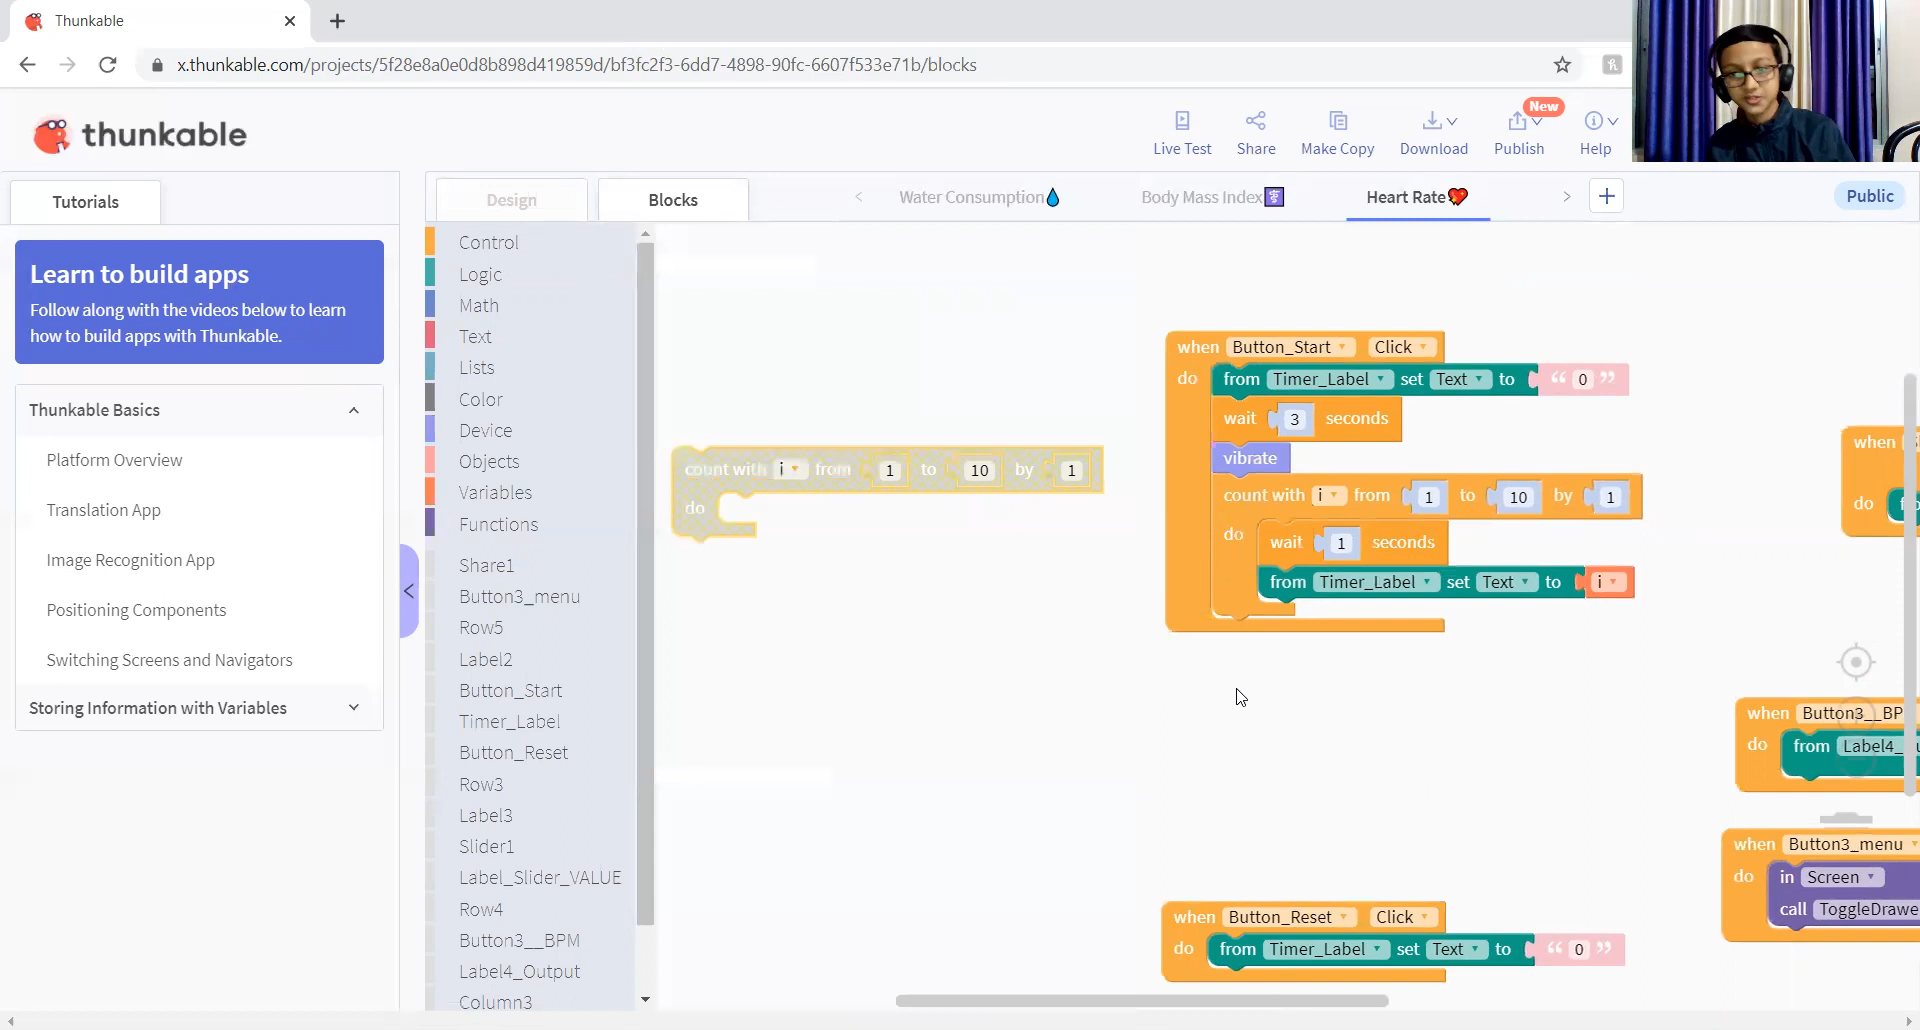 Thunkable
x.thunkable.com/projects/5f28e8a0e0d8b898d419859d/bf3fc2f3-6dd7-4898-90fc-6607f533e71b/blocks
thunkable
Live Test
Share
Make Copy
Download
New
Publish
Help
Tutorials
Design
Blocks
Water Consumption
Body Mass Index
Heart Rate
Public
Learn to build apps
Follow along with the videos below to learn
how to build apps with Thunkable.
Thunkable Basics
Platform Overview
Translation App
Image Recognition App
Positioning Components
Switching Screens and Navigators
Storing Information with Variables
Control
Logic
Math
Text
Lists
Color
Device
Objects
Variables
Functions
Share1
Button3_menu
Row5
Label2
Button_Start
Timer_Label
Button_Reset
Row3
Label3
Slider1
Label_Slider_VALUE
Row4
Button3__BPM
Label4_Output
Column3
count with i from 1 to 10 by 1
do
when Button_Start Click
do from Timer_Label set Text to “ 0 ”
wait 3 seconds
vibrate
count with i from 1 to 10 by 1
do wait 1 seconds
from Timer_Label set Text to i
when Button_Reset Click
do from Timer_Label set Text to “ 0 ”
when
do
when Button3__BP
do from Label4_
when Button3_menu
do in Screen
call ToggleDrawe